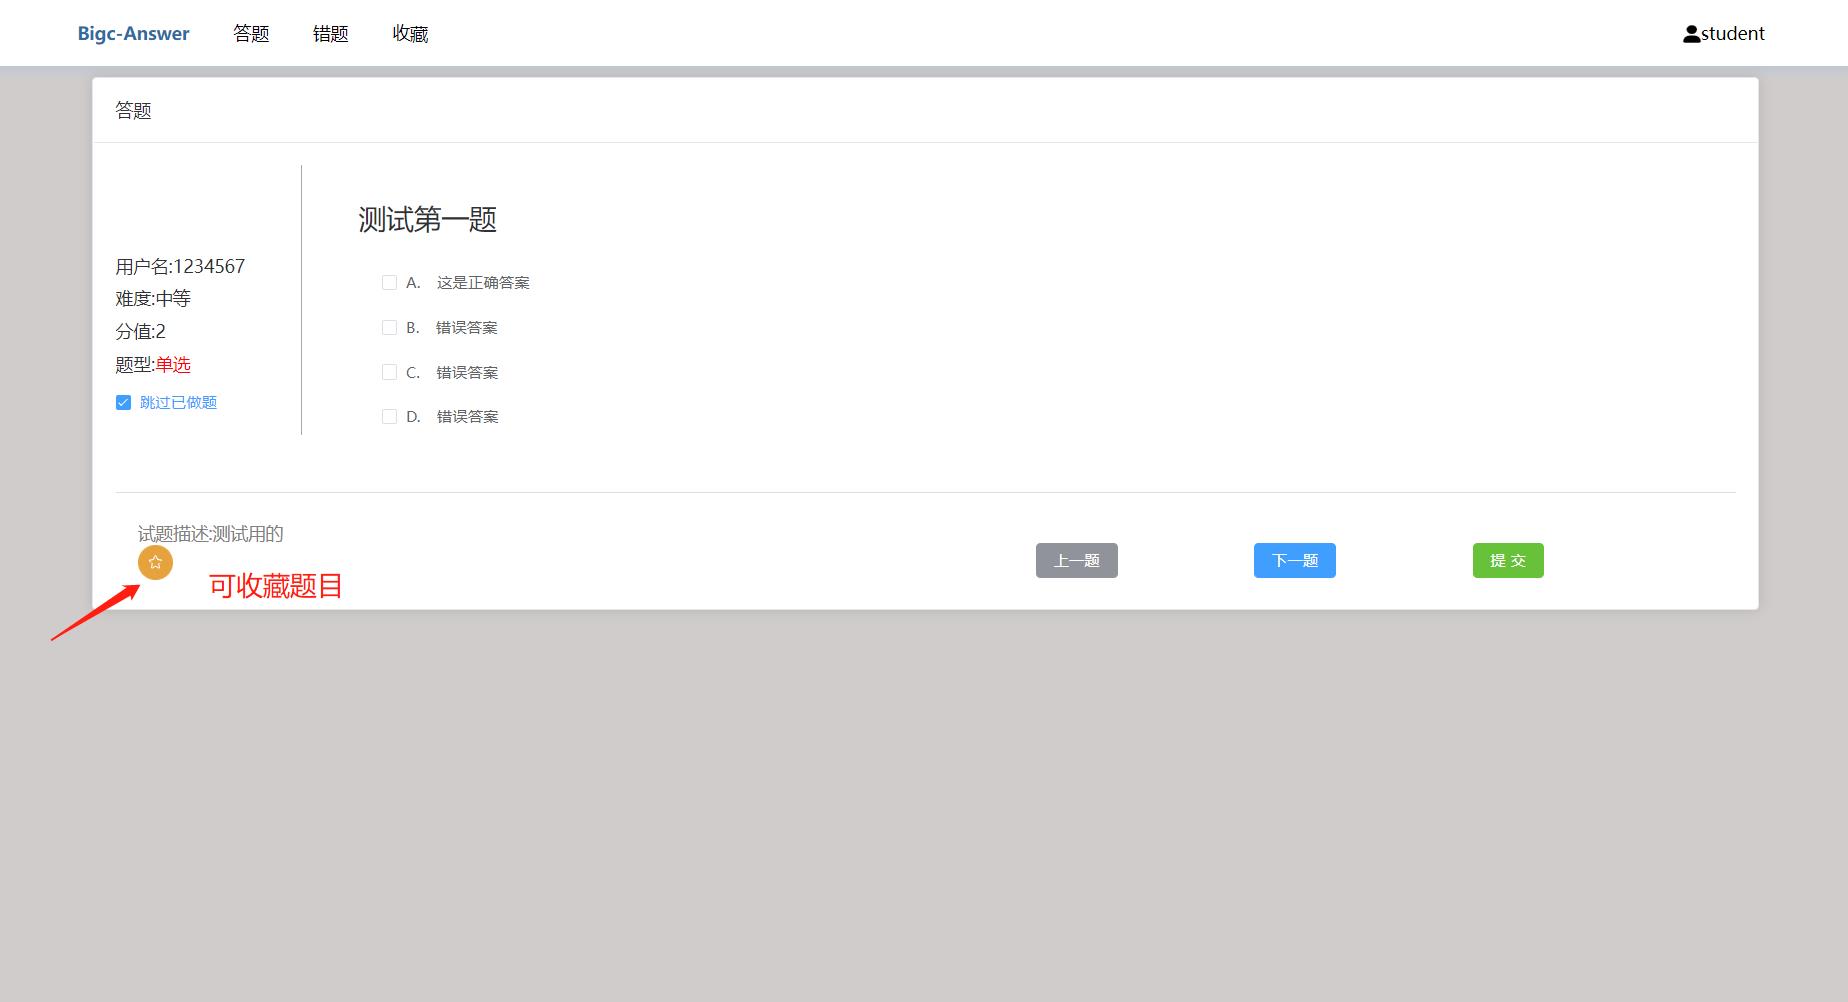 Bigc-Answer 答题 错题 收藏 student
答题
测试第一题
用户名:1234567
难度:中等
分值:2
题型:单选
跳过已做题
A. 这是正确答案
B. 错误答案
C. 错误答案
D. 错误答案
试题描述:测试用的
可收藏题目
上一题 下一题 提 交